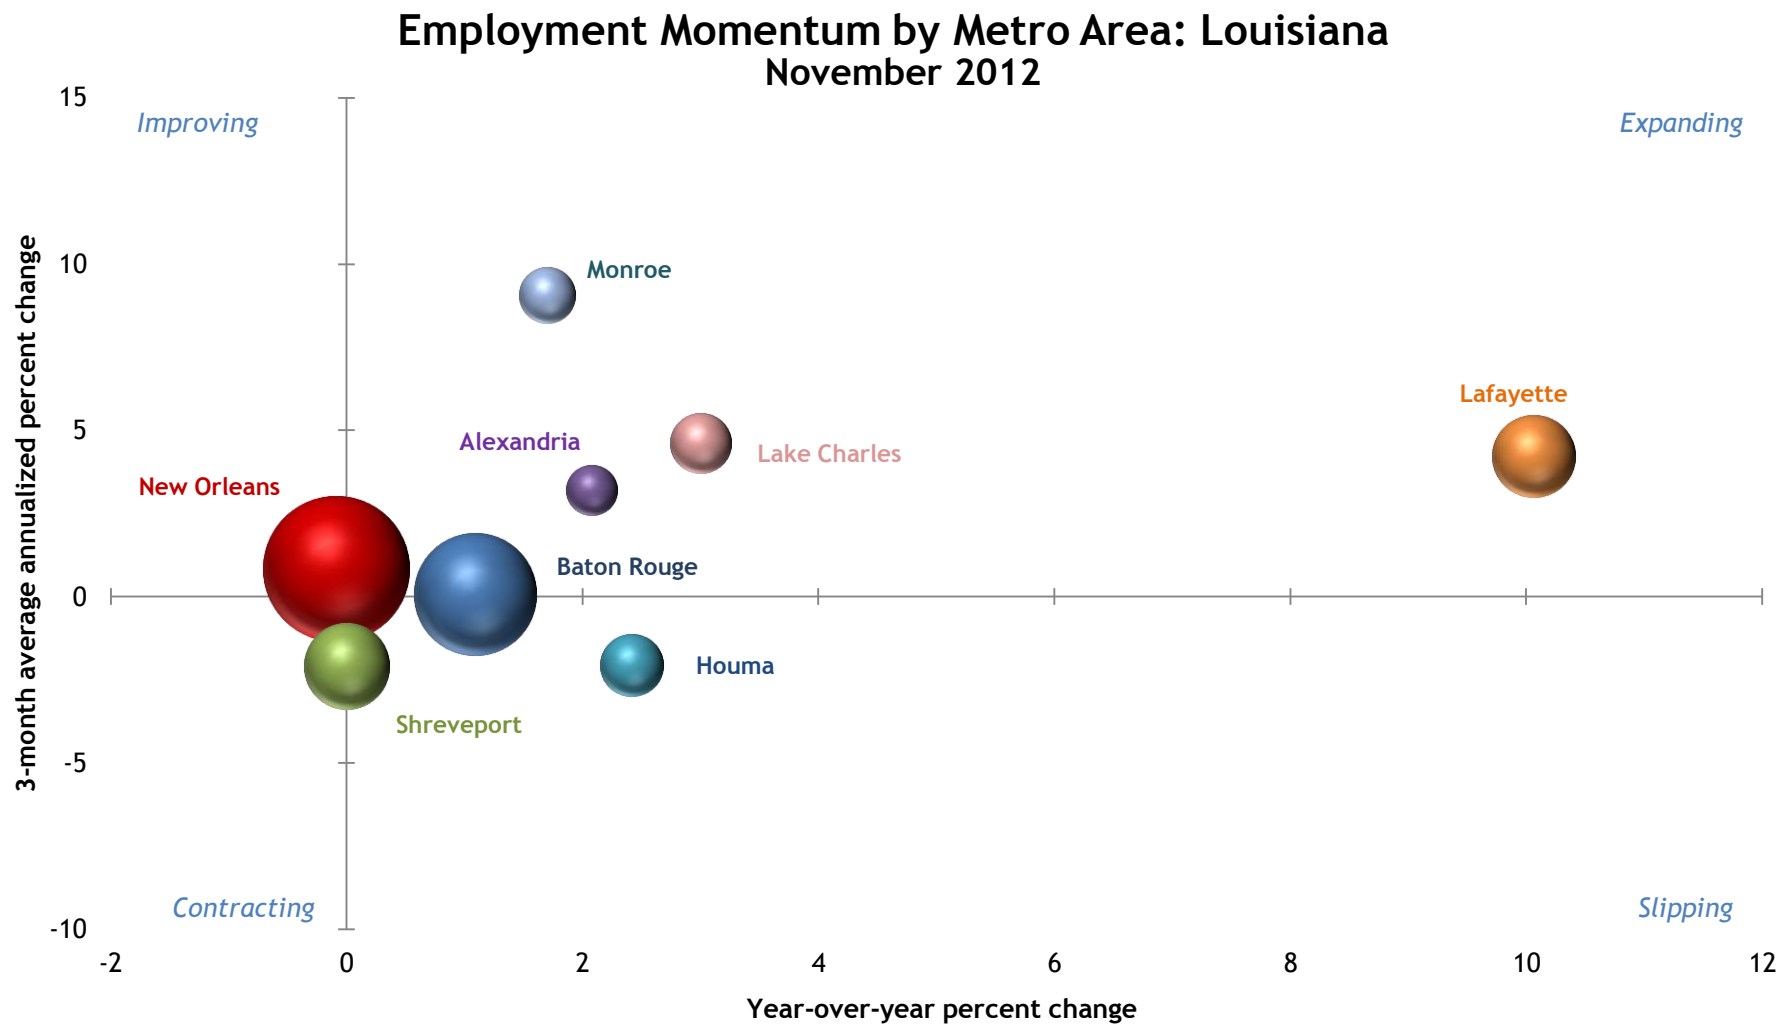 Employment Momentum by Metro Area: Louisiana
November 2012
15
Improving
Expanding
10
Monroe
Lafayette
5
Alexandria
Lake Charles
New Orleans
Baton Rouge
0
Houma
Shreveport
-5
Contracting
Slipping
-10
-2 0 2 4 6 8 10 12
Year-over-year percent change
3-month average annualized percent change